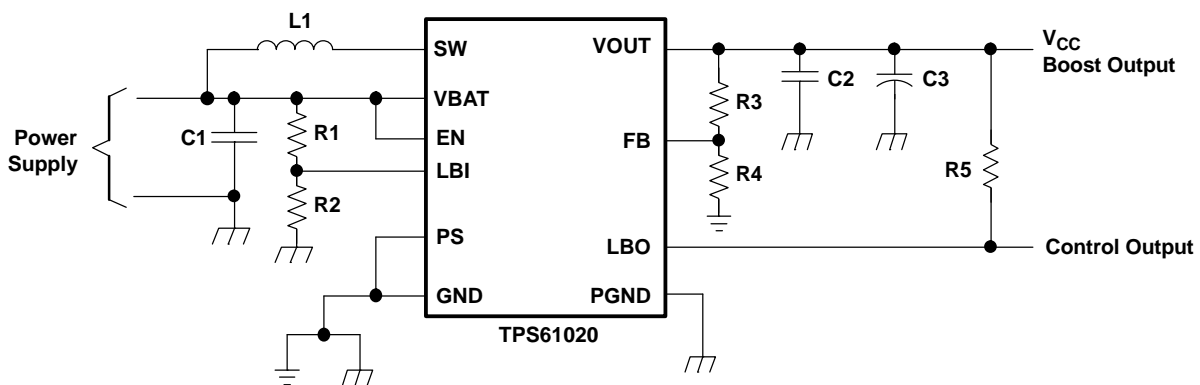 L1
SW
VOUT
VCC
Boost Output
C2
C3
R3
VBAT
Power
Supply
C1
R1
EN
FB
LBI
R4
R5
R2
PS
LBO
Control Output
GND
PGND
TPS61020